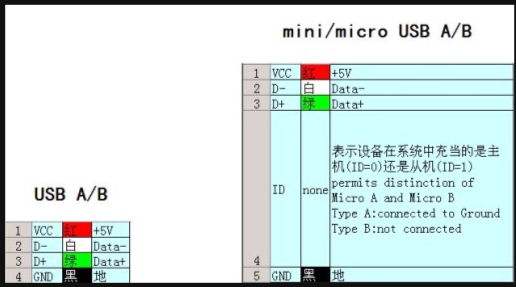 mini/micro USB A/B
1 VCC 红 +5V
2 D- 白 Data-
3 D+ 绿 Data+
4 ID none 表示设备在系统中充当的是主
机(ID=0)还是从机(ID=1)
permits distinction of
Micro A and Micro B
Type A:connected to Ground
Type B:not connected
5 GND 黑 地
USB A/B
1 VCC 红 +5V
2 D- 白 Data-
3 D+ 绿 Data+
4 GND 黑 地